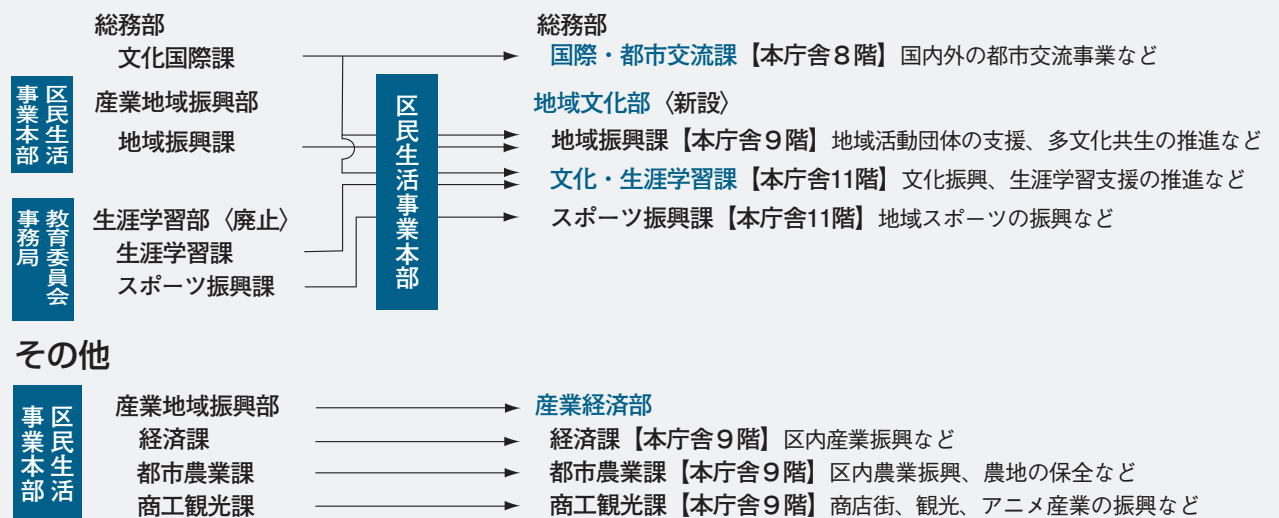 総務部
文化国際課
区民生活事業本部
産業地域振興部
地域振興課
教育委員会事務局
生涯学習部〈廃止〉
生涯学習課
スポーツ振興課
区民生活事業本部
総務部
国際・都市交流課【本庁舎8階】国内外の都市交流事業など
地域文化部〈新設〉
地域振興課【本庁舎9階】地域活動団体の支援、多文化共生の推進など
文化・生涯学習課【本庁舎11階】文化振興、生涯学習支援の推進など
スポーツ振興課【本庁舎11階】地域スポーツの振興など
その他
区民生活事業本部
産業地域振興部
経済課
都市農業課
商工観光課
産業経済部
経済課【本庁舎9階】区内産業振興など
都市農業課【本庁舎9階】区内農業振興、農地の保全など
商工観光課【本庁舎9階】商店街、観光、アニメ産業の振興など